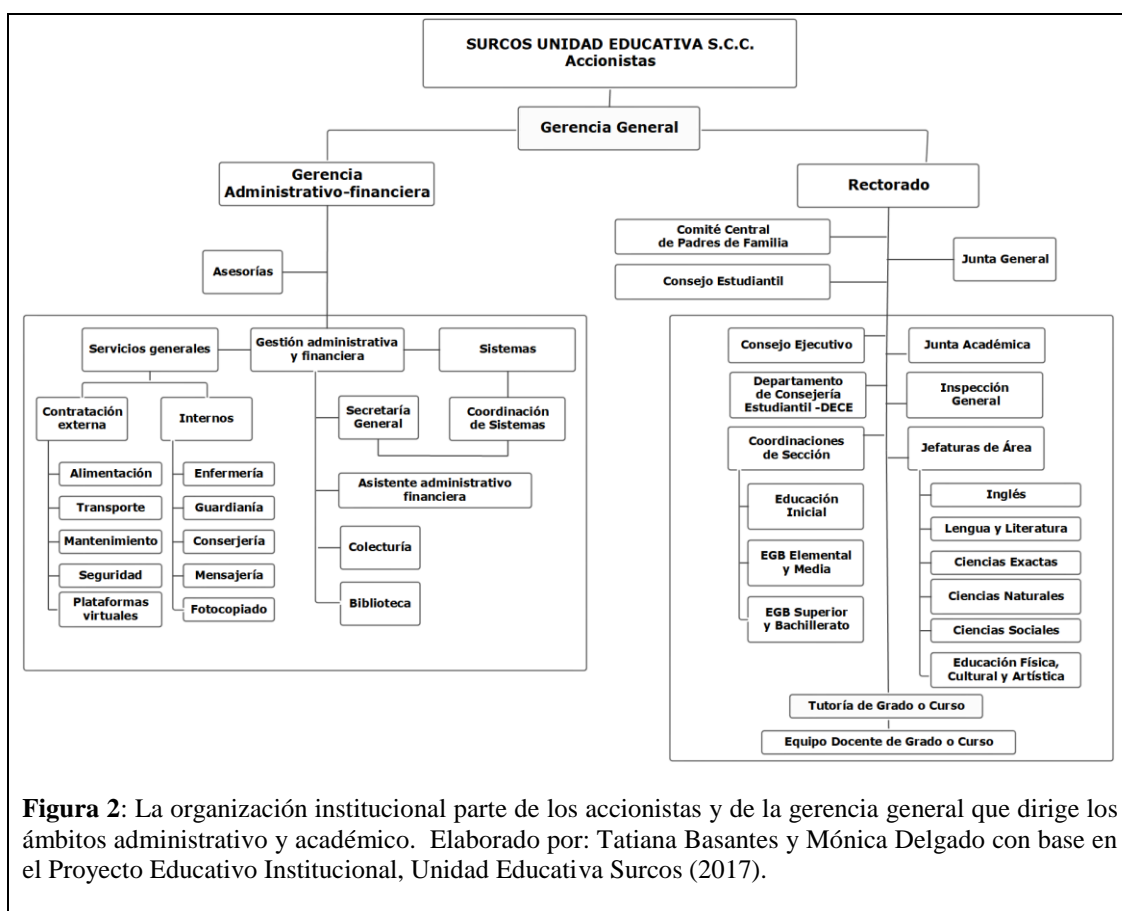 SURCOS UNIDAD EDUCATIVA S.C.C.
Accionistas
Gerencia General
Gerencia
Administrativo-financiera
Rectorado
Asesorías
Comité Central
de Padres de Familia
Consejo Estudiantil
Junta General
Servicios generales
Gestión administrativa
y financiera
Sistemas
Contratación
externa
Internos
Secretaría
General
Coordinación
de Sistemas
Alimentación
Transporte
Mantenimiento
Seguridad
Plataformas
virtuales
Enfermería
Guardianía
Conserjería
Mensajería
Fotocopiado
Asistente administrativo
financiera
Colecturía
Biblioteca
Consejo Ejecutivo
Junta Académica
Departamento
de Consejería
Estudiantil -DECE
Inspección
General
Coordinaciones
de Sección
Jefaturas de Área
Educación
Inicial
EGB Elemental
y Media
EGB Superior
y Bachillerato
Inglés
Lengua y Literatura
Ciencias Exactas
Ciencias Naturales
Ciencias Sociales
Educación Física,
Cultural y Artística
Tutoría de Grado o Curso
Equipo Docente de Grado o Curso
Figura 2: La organización institucional parte de los accionistas y de la gerencia general que dirige los
ámbitos administrativo y académico. Elaborado por: Tatiana Basantes y Mónica Delgado con base en
el Proyecto Educativo Institucional, Unidad Educativa Surcos (2017).